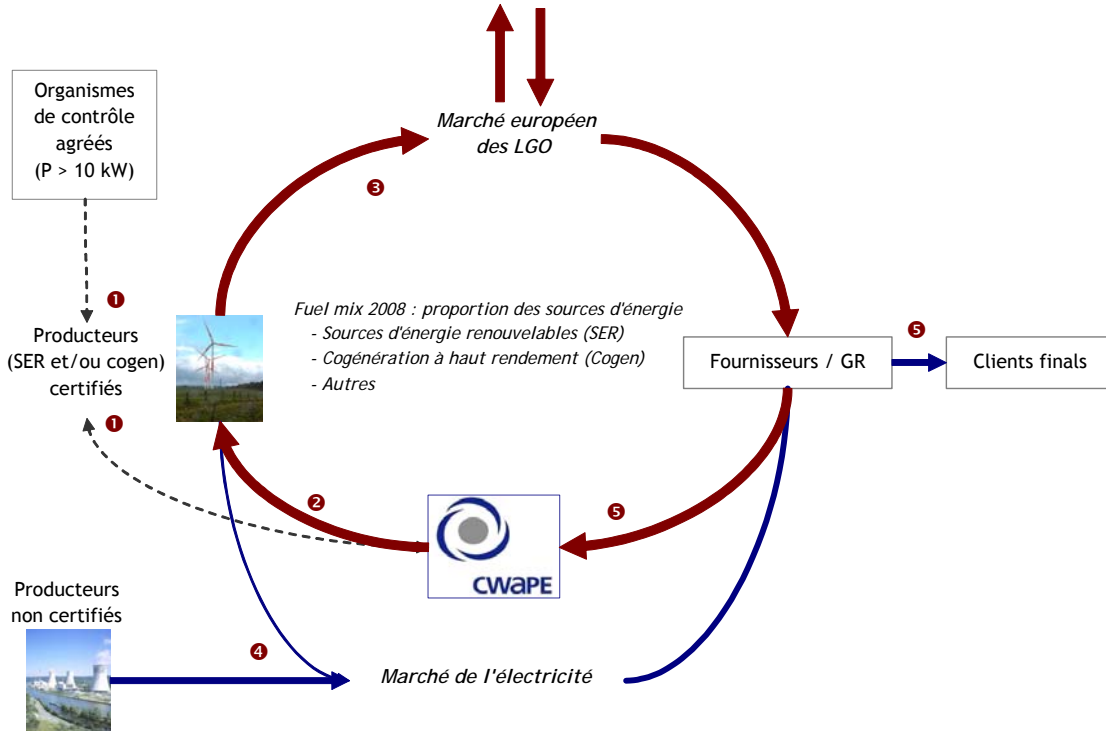 Organismes
de contrôle
agréés
(P > 10 kW)
Marché européen
des LGO
❸
❶
Producteurs
(SER et/ou cogen)
certifiés
❶
Fuel mix 2008 : proportion des sources d'énergie
- Sources d'énergie renouvelables (SER)
- Cogénération à haut rendement (Cogen)
- Autres
Fournisseurs / GR
❺
Clients finals
❷
❺
CWaPE
Producteurs
non certifiés
❹
Marché de l'électricité